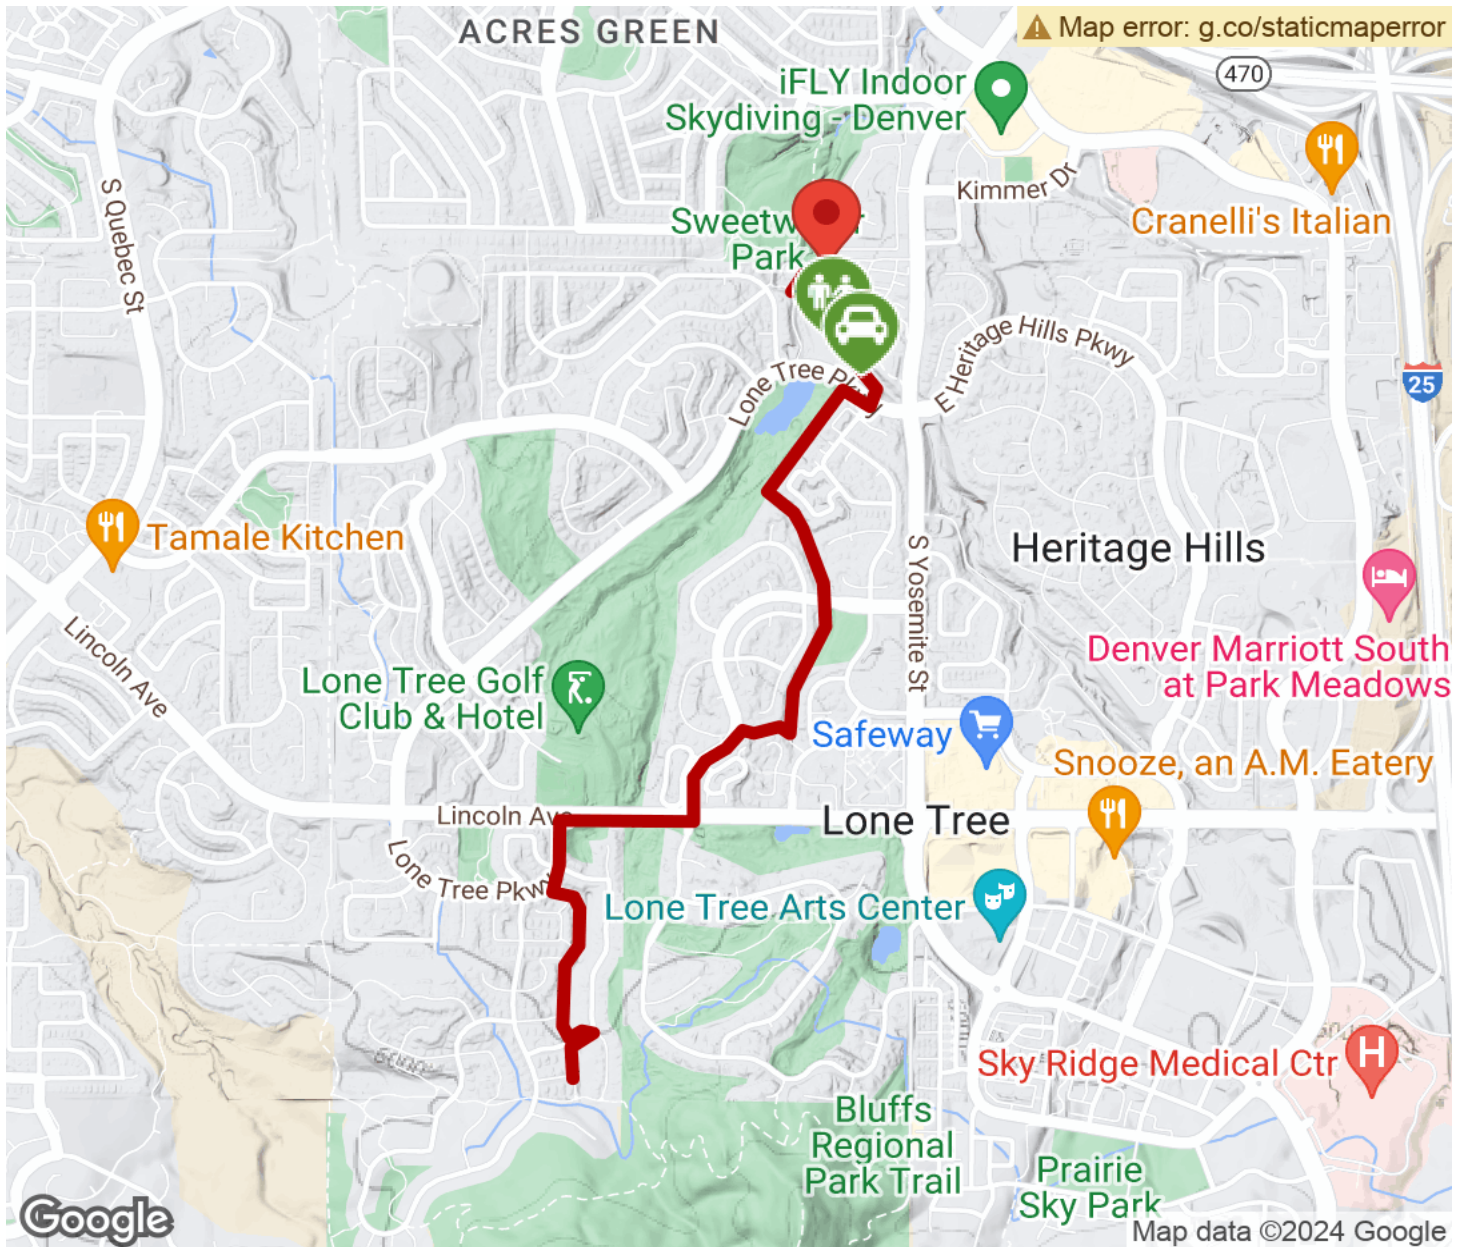 ACRES GREEN
Map error: g.co/staticmaperror
470
iFLY Indoor
Skydiving - Denver
Kimmer Dr
Cranelli's Italian
S Quebec St
Park
E Heritage Hills Pkwy
Lone Tree
25
Tamale Kitchen
Heritage Hills
S Yosemite St
Lincoln Ave
Denver Marriott South
at Park Meadows
Lone Tree Golf
Club & Hotel
Safeway
Snooze, an A.M. Eatery
Lincoln
Lone Tree
Lone Tree Pkwy
Lone Tree Arts Center
Sky Ridge Medical Ctr
H
Bluffs
Regional
Park Trail
Prairie
Sky Park
Google
Map data ©2024 Google